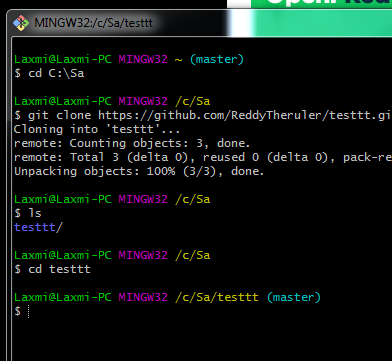 MINGW32:/c/Sa/testtt
Laxmi@Laxmi-PC MINGW32 ~ (master)
$ cd C:\Sa
Laxmi@Laxmi-PC MINGW32 /c/Sa
$ git clone https://github.com/ReddyTheruler/testtt.gi
Cloning into 'testtt'...
remote: Counting objects: 3, done.
remote: Total 3 (delta 0), reused 0 (delta 0), pack-re
Unpacking objects: 100% (3/3), done.
Laxmi@Laxmi-PC MINGW32 /c/Sa
$ ls
testtt/
Laxmi@Laxmi-PC MINGW32 /c/Sa
$ cd testtt
Laxmi@Laxmi-PC MINGW32 /c/Sa/testtt (master)
$